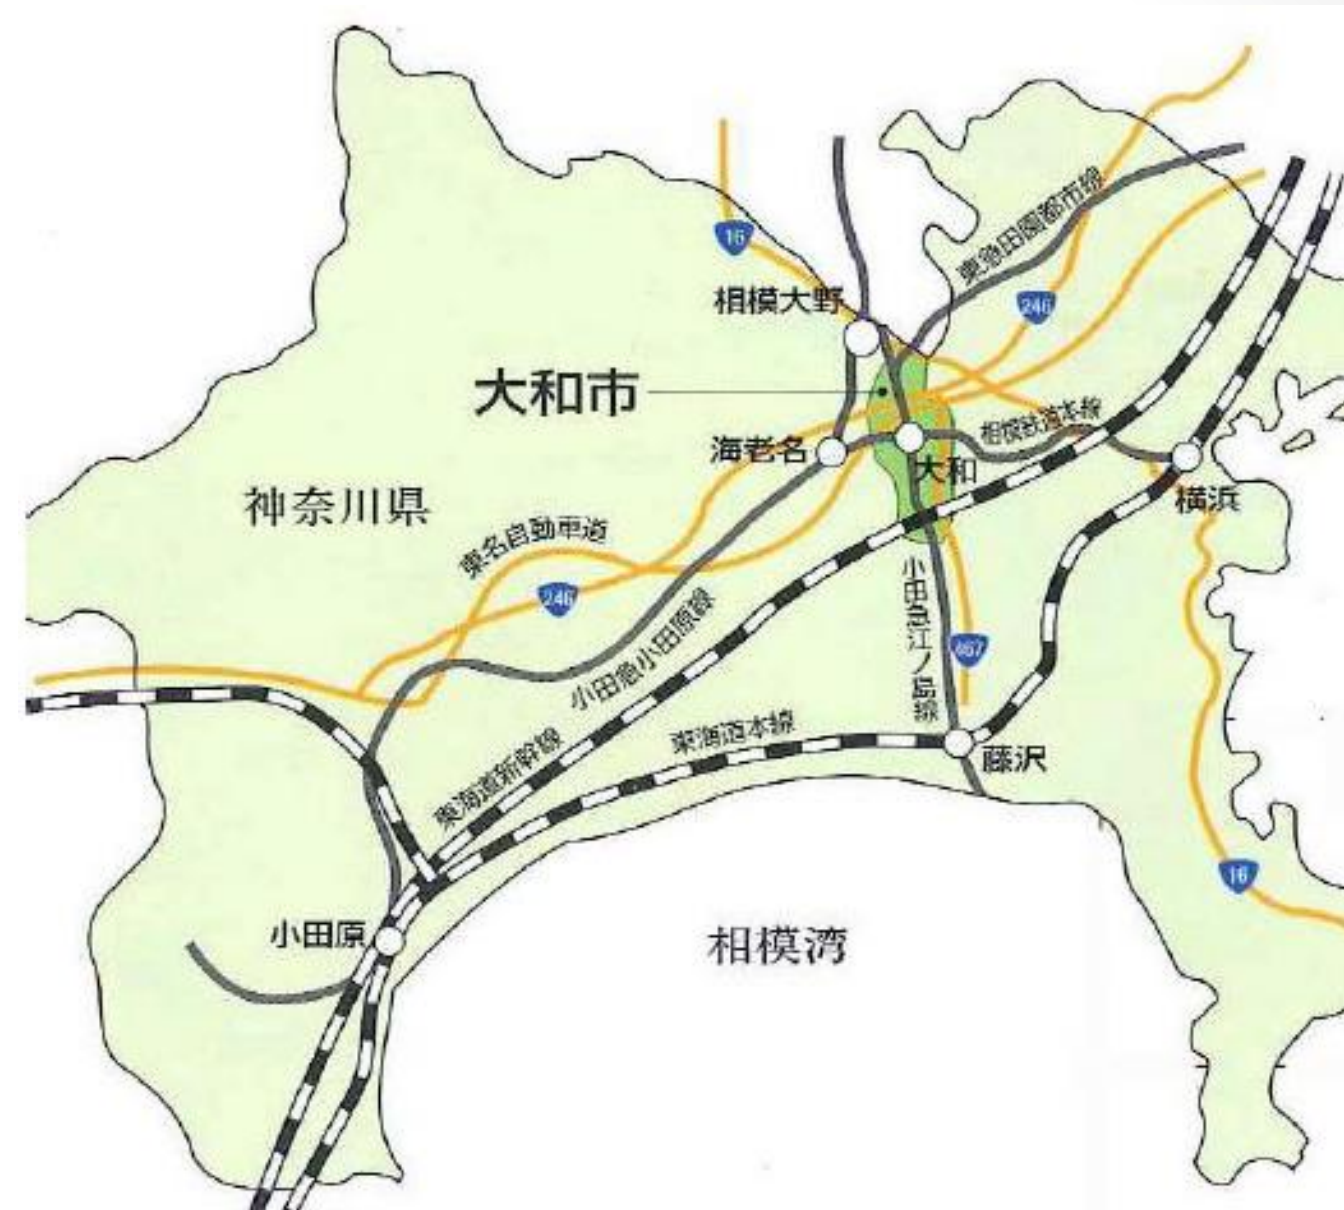 16
東急田園都市線
246
相模大野
大和市
相模鉄道本線
海老名
大和
横浜
神奈川県
東名自動車道
246
小田急小田原線
小田急江ノ島線
467
東海道新幹線
東海道本線
藤沢
16
小田原
相模湾